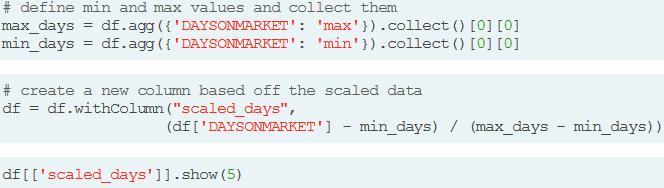 # define min and max values and collect them
max_days = df.agg({'DAYSONMARKET': 'max'}).collect()[0][0]
min_days = df.agg({'DAYSONMARKET': 'min'}).collect()[0][0]
# create a new column based off the scaled data
df = df.withColumn("scaled_days",
(df['DAYSONMARKET'] - min_days) / (max_days - min_days))
df[['scaled_days']].show(5)